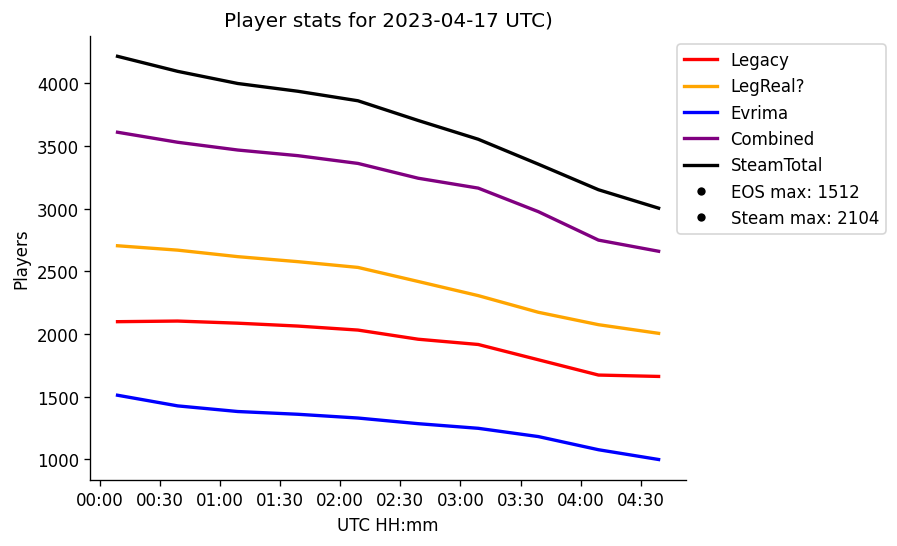 Player stats for 2023-04-17 UTC)
Legacy
LegReal?
Evrima
Combined
SteamTotal
EOS max: 1512
Steam max: 2104
Players
4000
3500
3000
2500
2000
1500
1000
00:00 00:30 01:00 01:30 02:00 02:30 03:00 03:30 04:00 04:30
UTC HH:mm